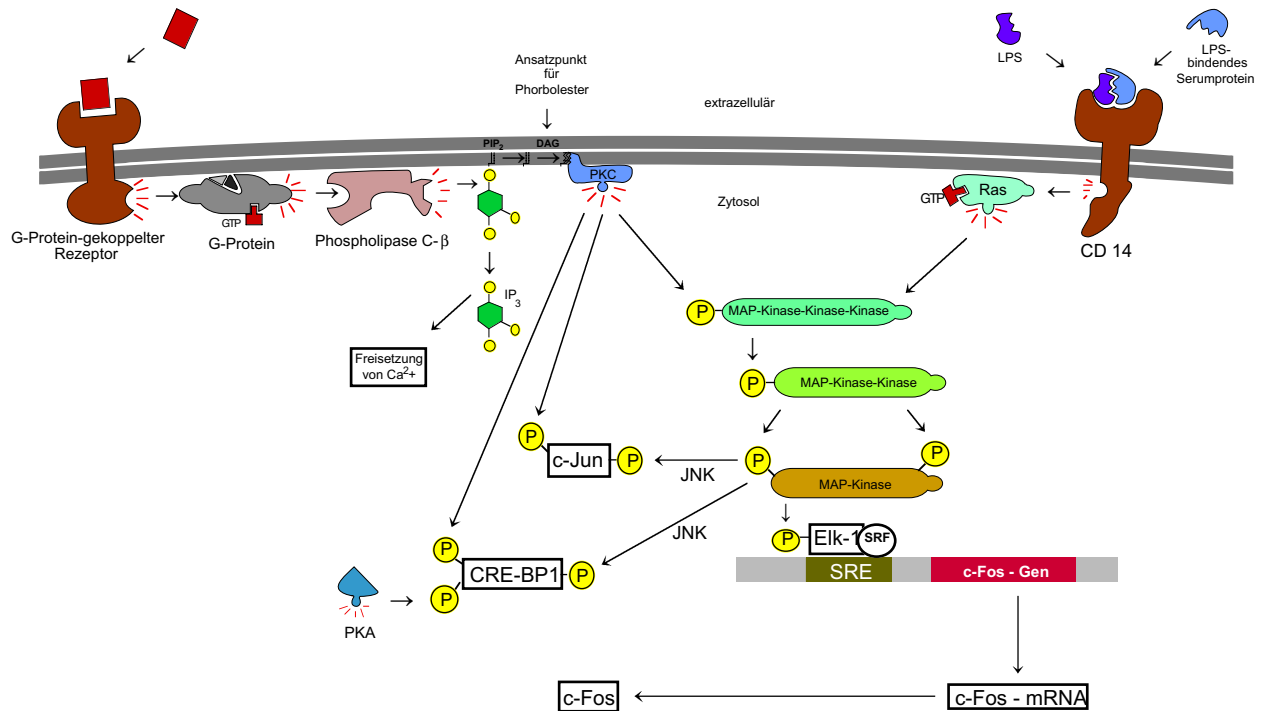 LPS
LPS-
bindendes
Serumprotein
Ansatzpunkt
für
Phorbolester
extrazellulär
PIP2
DAG
PKC
Zytosol
GTP
Ras
GTP
G-Protein-gekoppelter
Rezeptor
G-Protein
Phospholipase C-β
CD 14
IP3
P
MAP-Kinase-Kinase-Kinase
Freisetzung
von Ca2+
P
MAP-Kinase-Kinase
P
c-Jun
P
JNK
P
P
MAP-Kinase
JNK
P
Elk-1
SRF
P
CRE-BP1
P
P
SRE
c-Fos - Gen
PKA
c-Fos
c-Fos - mRNA